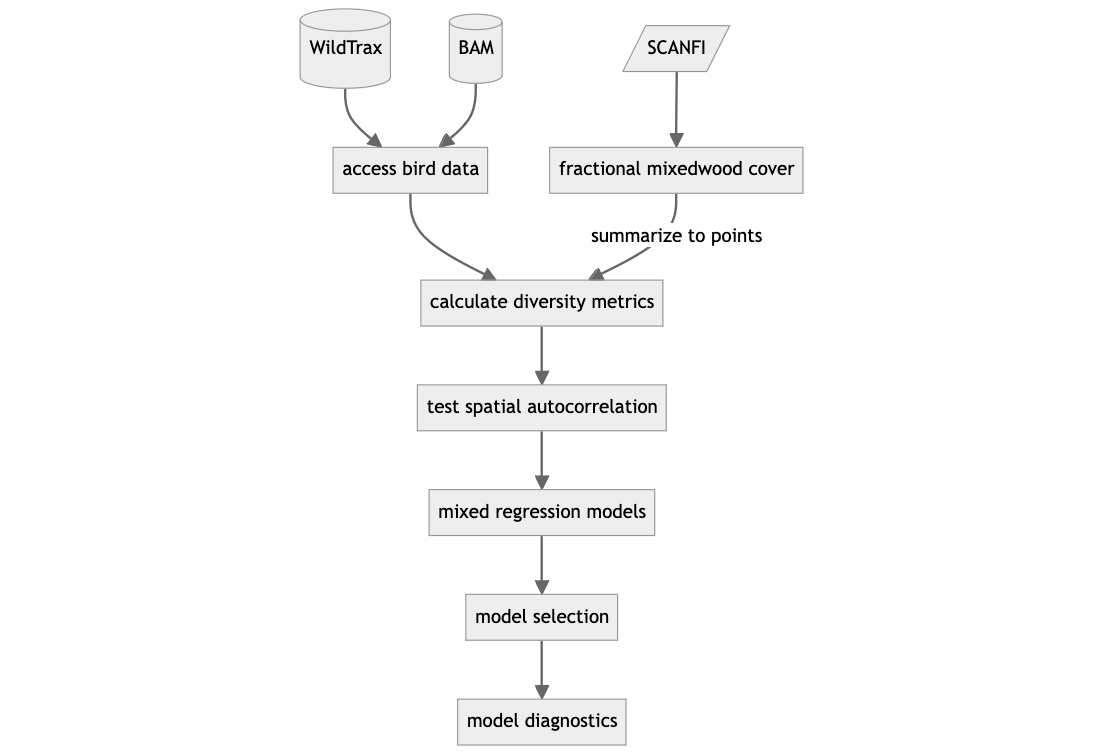 WildTrax
BAM
SCANFI
access bird data
fractional mixedwood cover
summarize to points
calculate diversity metrics
test spatial autocorrelation
mixed regression models
model selection
model diagnostics